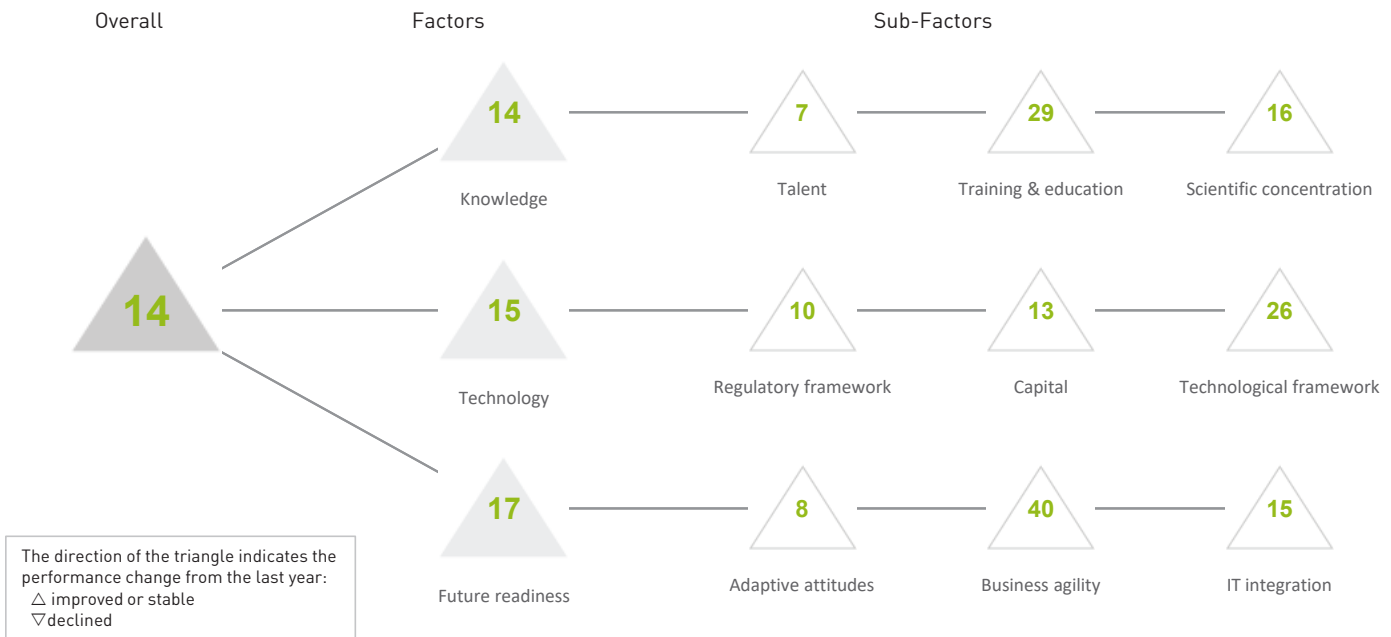 Overall Factors Sub-Factors
14 7 29 16
Knowledge Talent Training & education Scientific concentration
14
15 10 13 26
Technology Regulatory framework Capital Technological framework
17 8 40 15
Future readiness Adaptive attitudes Business agility IT integration
The direction of the triangle indicates the
performance change from the last year:
△ improved or stable
▽declined